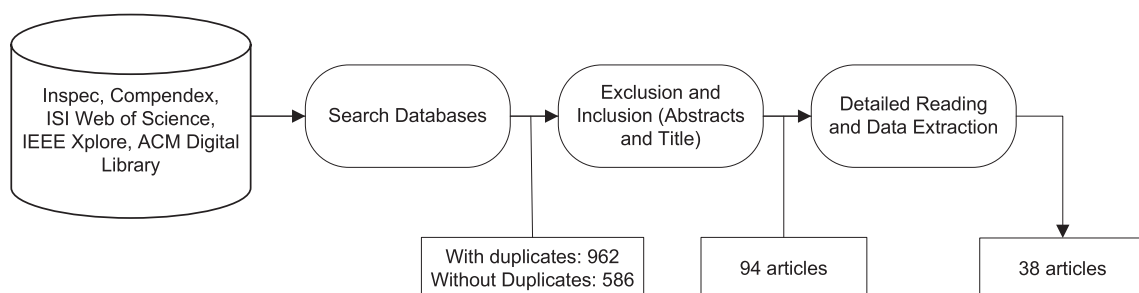 Inspec, Compendex,
ISI Web of Science,
IEEE Xplore, ACM Digital
Library
Search Databases
Exclusion and
Inclusion (Abstracts
and Title)
Detailed Reading
and Data Extraction
With duplicates: 962
Without Duplicates: 586
94 articles
38 articles